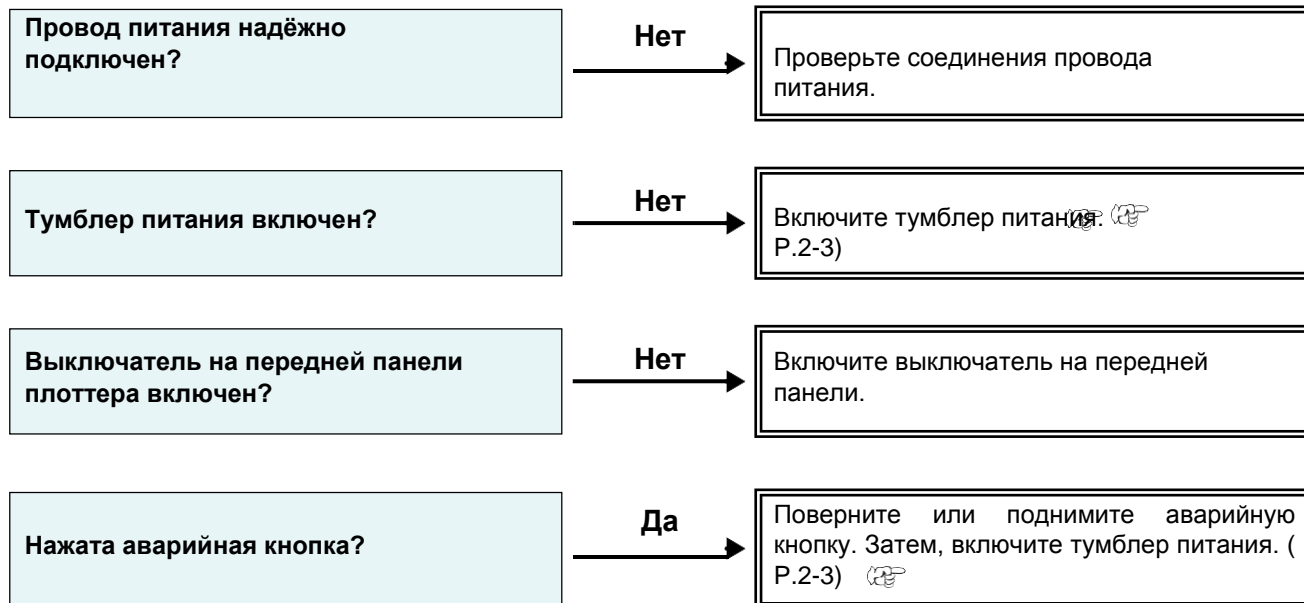 Провод питания надёжно
подключен?
Нет
Проверьте соединения провода
питания.
Тумблер питания включен?
Нет
Включите тумблер питания.
P.2-3)
Выключатель на передней панели
плоттера включен?
Нет
Включите выключатель на передней
панели.
Нажата аварийная кнопка?
Да
Поверните или поднимите аварийную
кнопку. Затем, включите тумблер питания. (
P.2-3)